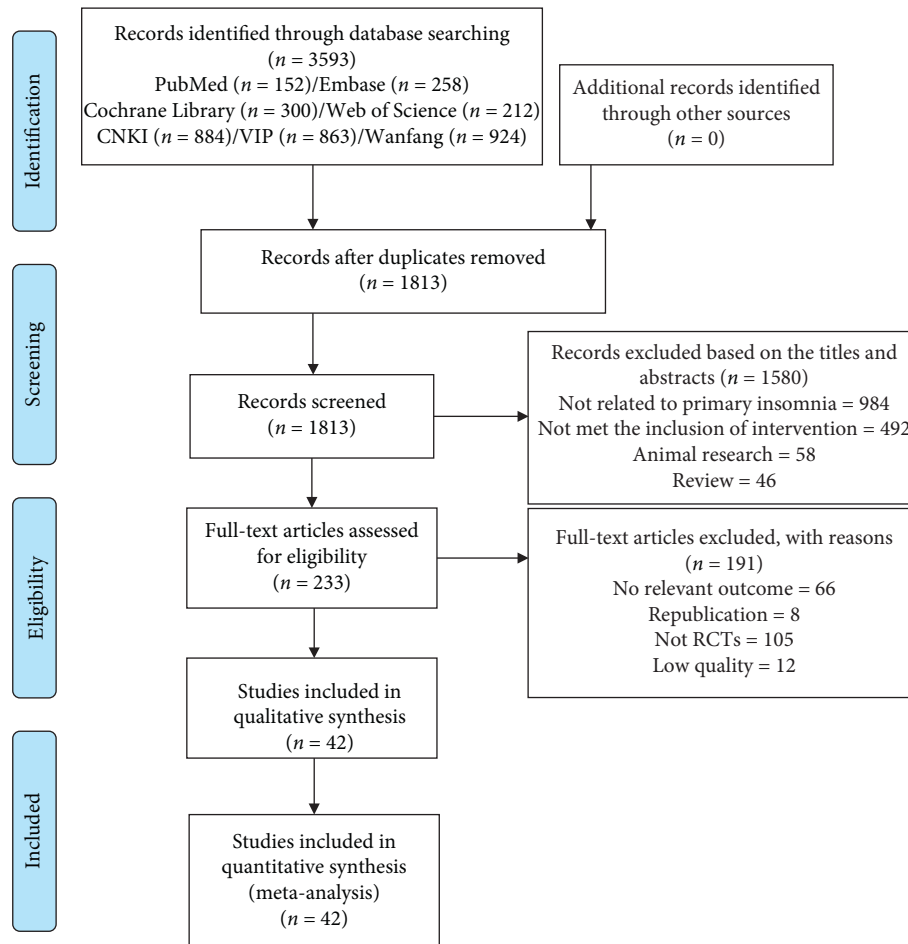 Identification
Records identified through database searching
(n = 3593)
PubMed (n = 152)/Embase (n = 258)
Cochrane Library (n = 300)/Web of Science (n = 212)
CNKI (n = 884)/VIP (n = 863)/Wanfang (n = 924)
Additional records identified
through other sources
(n = 0)
Records after duplicates removed
(n = 1813)
Screening
Records screened
(n = 1813)
Records excluded based on the titles and
abstracts (n = 1580)
Not related to primary insomnia = 984
Not met the inclusion of intervention = 492
Animal research = 58
Review = 46
Eligibility
Full-text articles assessed
for eligibility
(n = 233)
Full-text articles excluded, with reasons
(n = 191)
No relevant outcome = 66
Republication = 8
Not RCTs = 105
Low quality = 12
Studies included in
qualitative synthesis
(n = 42)
Included
Studies included in
quantitative synthesis
(meta-analysis)
(n = 42)